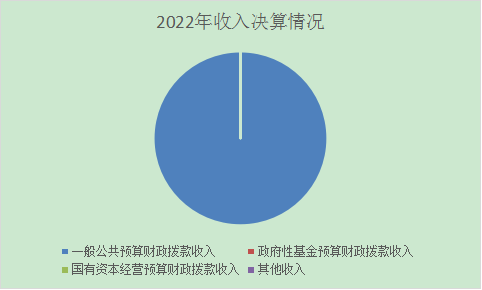 2022年收入决算情况
一般公共预算财政拨款收入 政府性基金预算财政拨款收入
国有资本经营预算财政拨款收入 其他收入